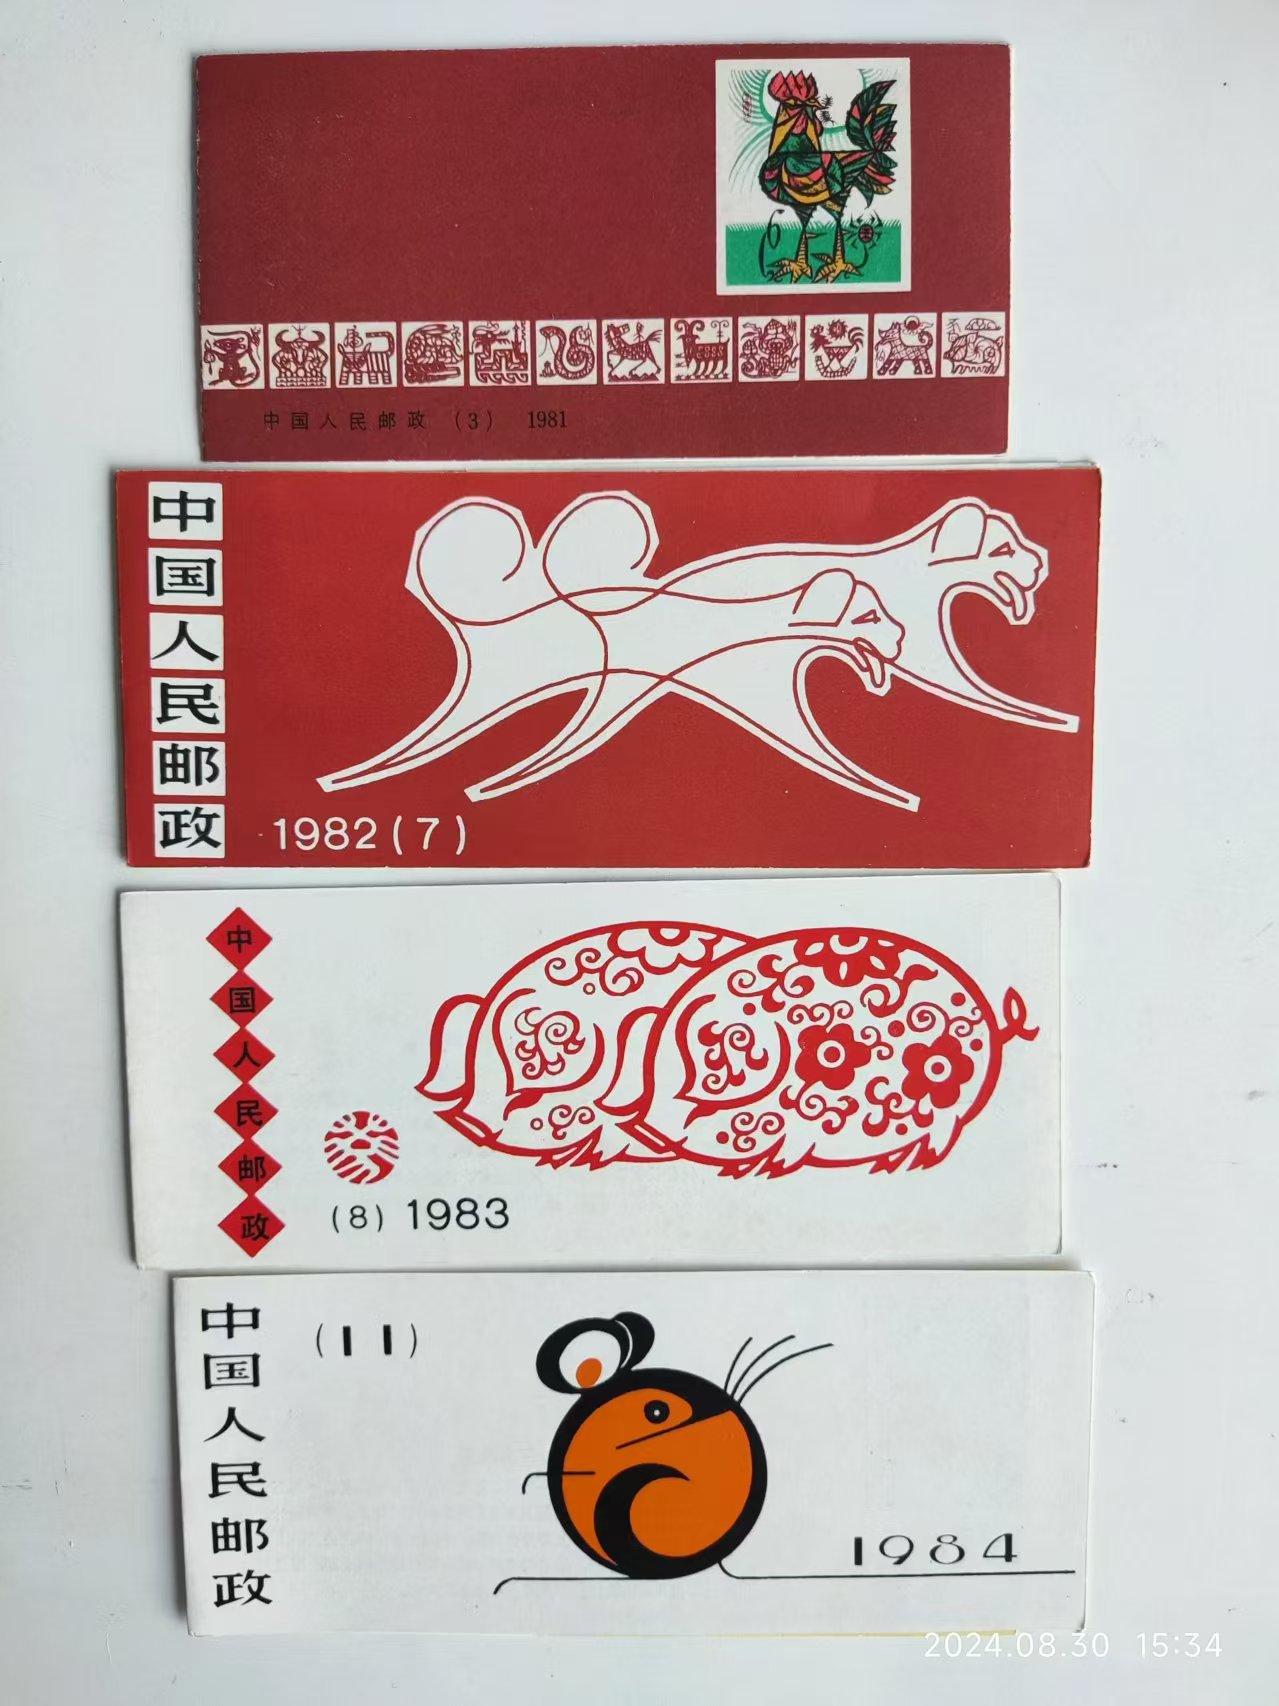 中国人民邮政 (3) 1981
中国人民邮政
1982(7)
中国人民邮政
(8) 1983
中国人民邮政
(11)
1984
2024.08.30 15:34